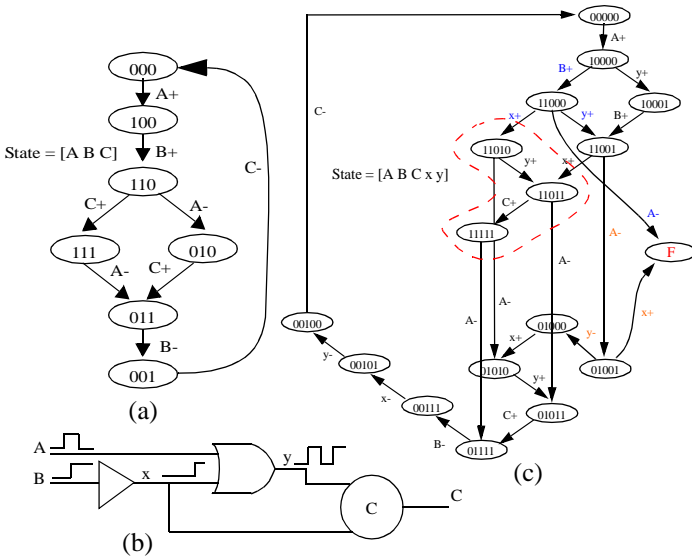 (a)
000
A+
100
State = [A B C]
B+
110
C+
A-
111
010
A-
C+
011
B-
001
C-
(b)
A
B
x
y
C
C
(c)
State = [A B C x y]
00000
A+
10000
B+
y+
11000
10001
x+
y+
B+
11010
11001
y+
x+
11011
C+
11111
A-
A-
F
A-
A-
A-
x+
01000
y-
x+
01010
01001
y+
01011
C+
01111
B-
00111
x-
00101
y-
00100
C-